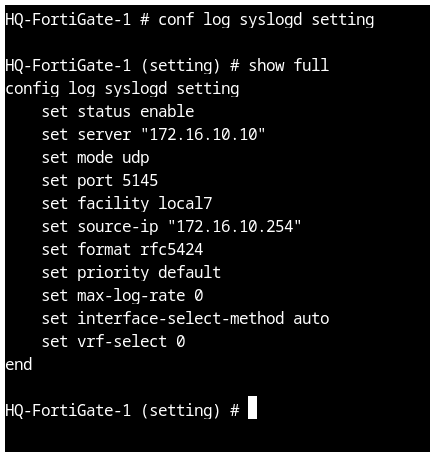 HQ-FortiGate-1 # conf log syslogd setting
HQ-FortiGate-1 (setting) # show full
config log syslogd setting
    set status enable
    set server "172.16.10.10"
    set mode udp
    set port 5145
    set facility local7
    set source-ip "172.16.10.254"
    set format rfc5424
    set priority default
    set max-log-rate 0
    set interface-select-method auto
    set vrf-select 0
end
HQ-FortiGate-1 (setting) #